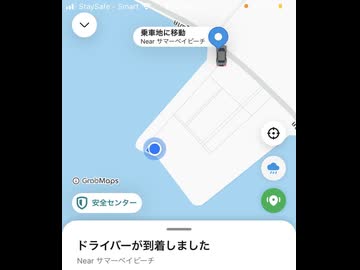 StaySafe - Smart
乗車地に移動
Near サマーベイビーチ
GrabMaps
安全センター
ドライバーが到着しました
Near サマーベイビーチ